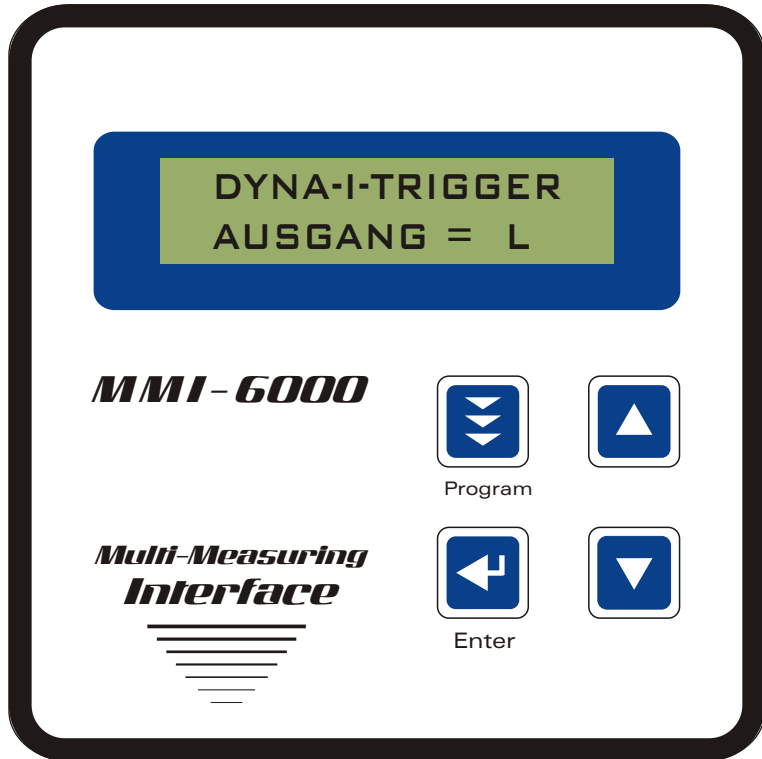 DYNA-I-TRIGGER
AUSGANG = L
MMI-6000
Program
Multi-Measuring
Interface
Enter